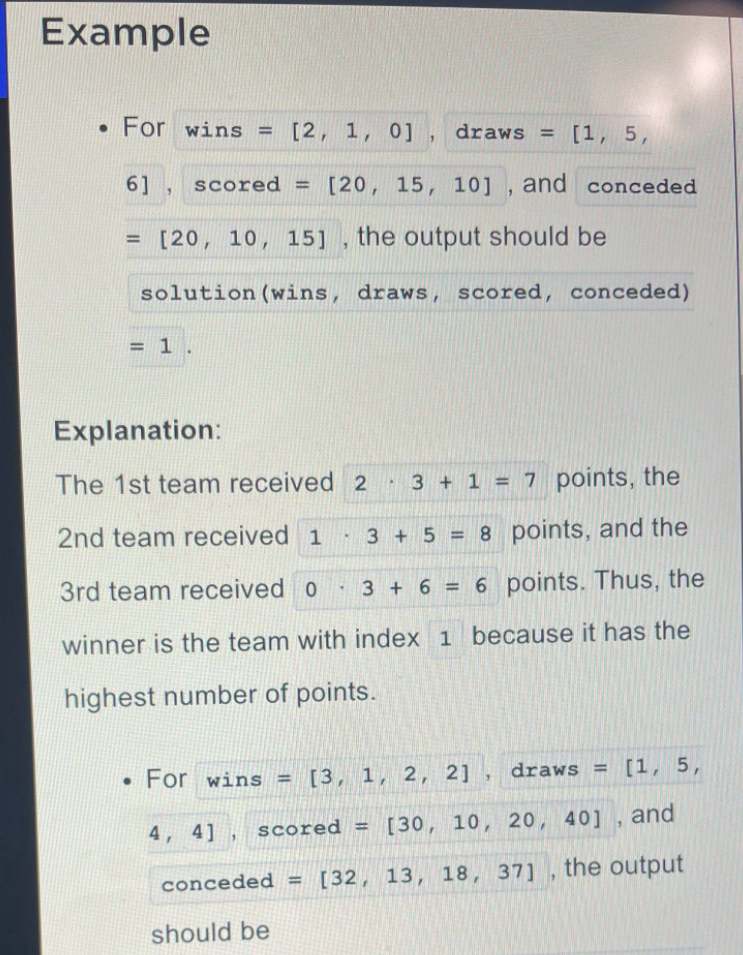 Example
• For wins = [2, 1, 0] , draws = [1, 5,
6] , scored = [20, 15, 10] , and conceded
= [20, 10, 15] , the output should be
solution(wins, draws, scored, conceded)
= 1 .
Explanation:
The 1st team received 2 · 3 + 1 = 7 points, the
2nd team received 1 · 3 + 5 = 8 points, and the
3rd team received 0 · 3 + 6 = 6 points. Thus, the
winner is the team with index 1 because it has the
highest number of points.
• For wins = [3, 1, 2, 2] , draws = [1, 5,
4, 4] , scored = [30, 10, 20, 40] , and
conceded = [32, 13, 18, 37] , the output
should be